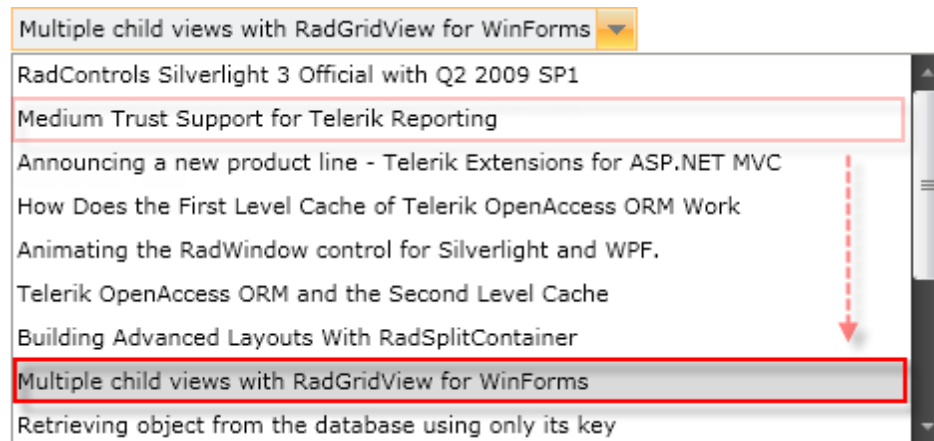 Multiple child views with RadGridView for WinForms
RadControls Silverlight 3 Official with Q2 2009 SP1
Medium Trust Support for Telerik Reporting
Announcing a new product line - Telerik Extensions for ASP.NET MVC
How Does the First Level Cache of Telerik OpenAccess ORM Work
Animating the RadWindow control for Silverlight and WPF.
Telerik OpenAccess ORM and the Second Level Cache
Building Advanced Layouts With RadSplitContainer
Multiple child views with RadGridView for WinForms
Retrieving object from the database using only its key